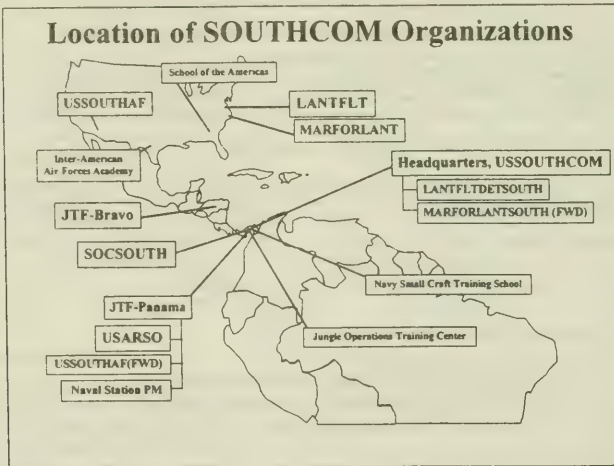 Location of SOUTHCOM Organizations
School of the Americas
USSOUTHAF
LANTFLT
MARFORLANT
Inter-American
Air Forces Academy
Headquarters, USSOUTHCOM
LANTFLTDETSOUTH
MARFORLANTSOUTH (FWD)
JTF-Bravo
SOCSOUTH
Navy Small Craft Training School
JTF-Panama
USARSO
Jungle Operations Training Center
USSOUTHAF(FWD)
Naval Station PM